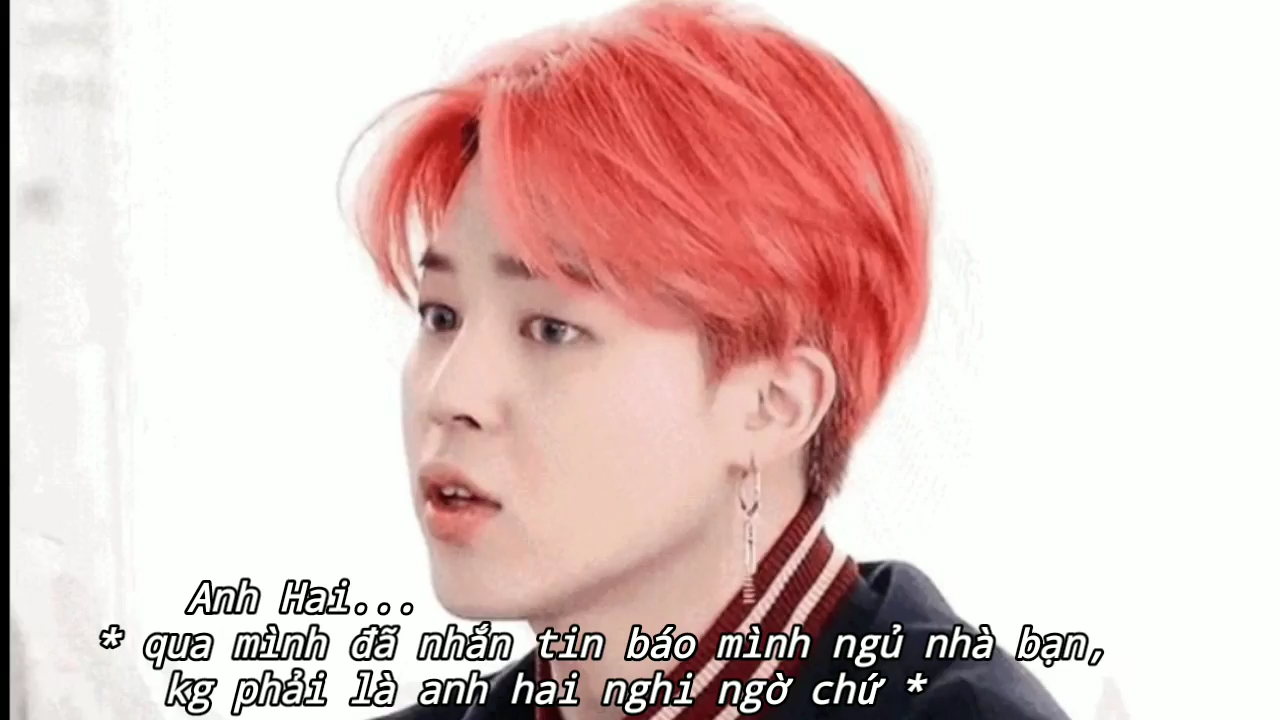 Anh Hai...
* qua mình đã nhắn tin báo mình ngủ nhà bạn,
kg phải là anh hai nghi ngờ chứ *